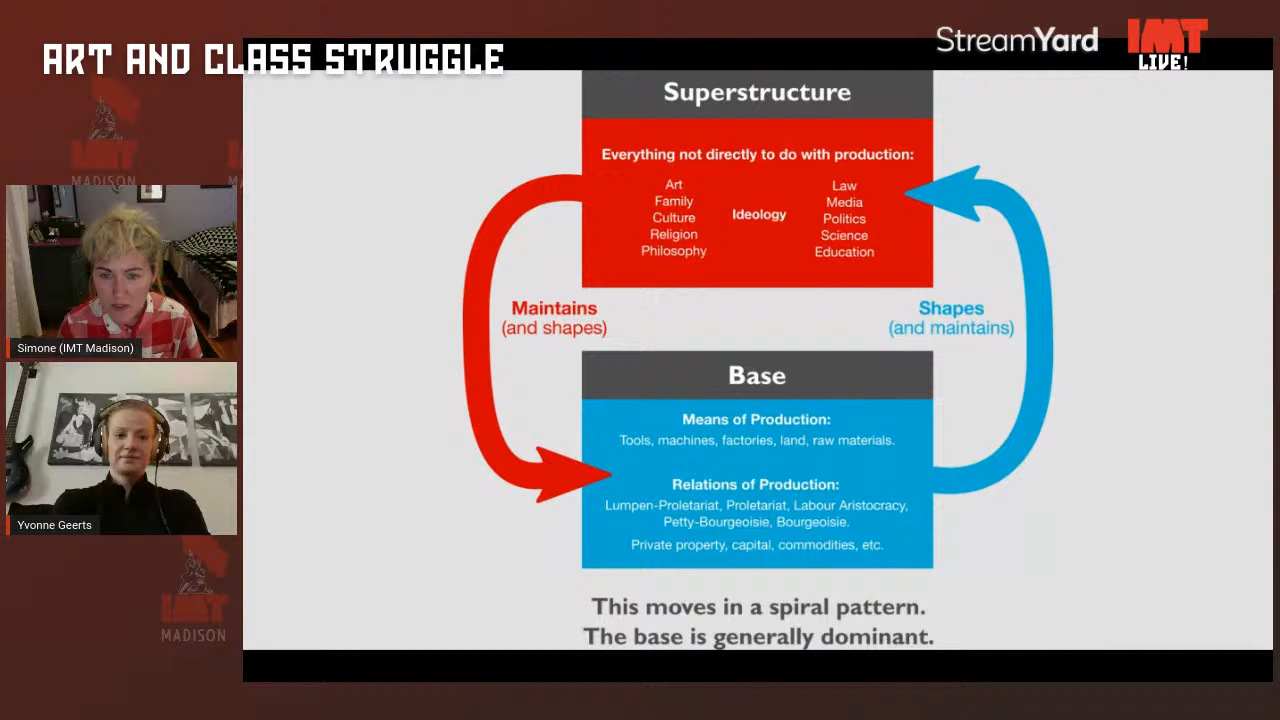 ART AND CLASS STRUGGLE
StreamYard
IMT
LIVE!
IMT
MADISON
Simone (IMT Madison)
Yvonne Geerts
IMT
MADISON
Superstructure
Everything not directly to do with production:
Art
Family
Culture
Religion
Philosophy
Ideology
Law
Media
Politics
Science
Education
Maintains
(and shapes)
Shapes
(and maintains)
Base
Means of Production:
Tools, machines, factories, land, raw materials.
Relations of Production:
Lumpen-Proletariat, Proletariat, Labour Aristocracy,
Petty-Bourgeoisie, Bourgeoisie.
Private property, capital, commodities, etc.
This moves in a spiral pattern.
The base is generally dominant.